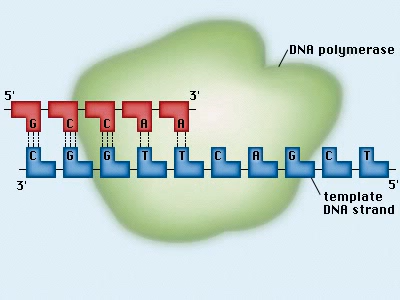 DNA polymerase
5' 3'
G C C A A
C G G T T C A G C T
3' 5'
template
DNA strand